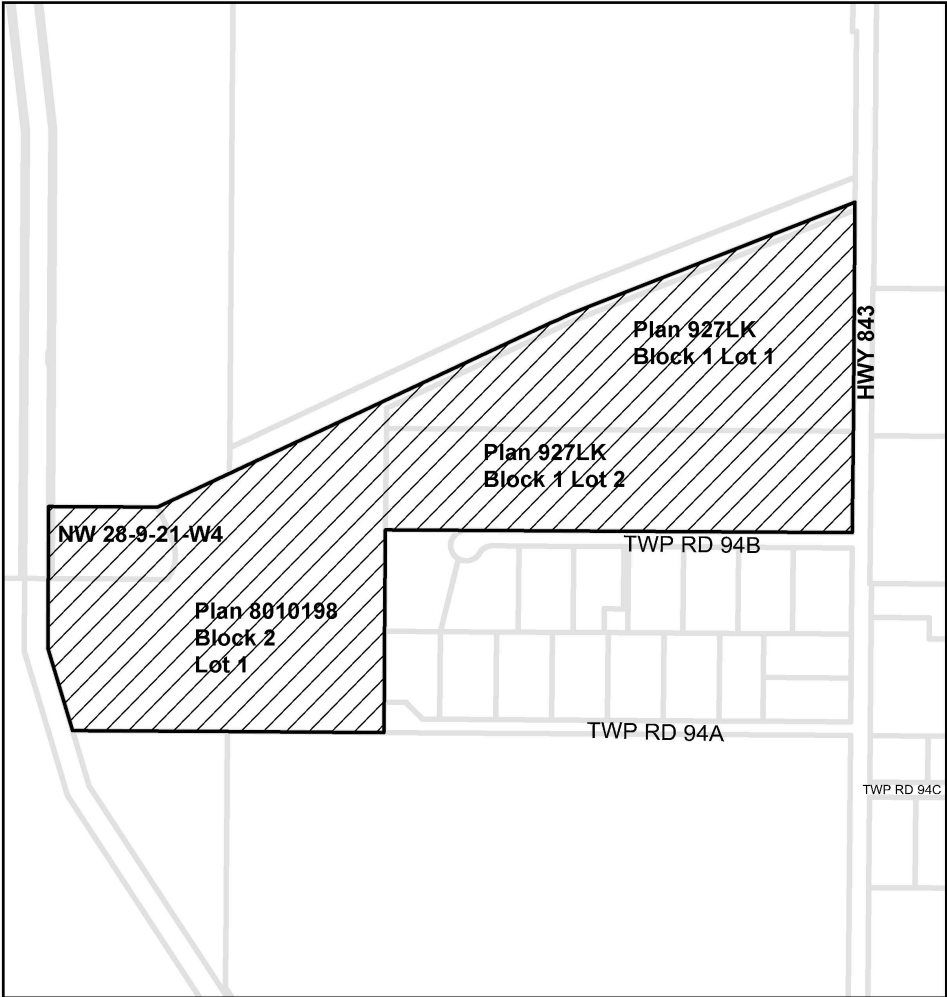 Plan 927LK
Block 1 Lot 1
HWY 843
Plan 927LK
Block 1 Lot 2
NW 28-9-21-W4
TWP RD 94B
Plan 8010198
Block 2
Lot 1
TWP RD 94A
TWP RD 94C